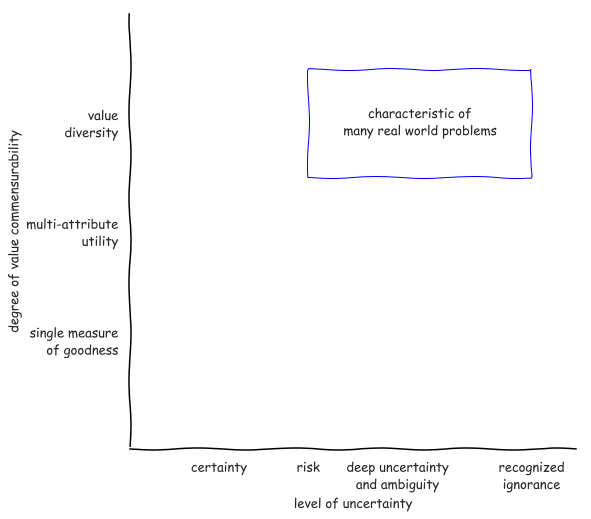 characteristic of
many real world problems
value
diversity
multi-attribute
utility
single measure
of goodness
degree of value commensurability
certainty
risk
deep uncertainty
and ambiguity
recognized
ignorance
level of uncertainty